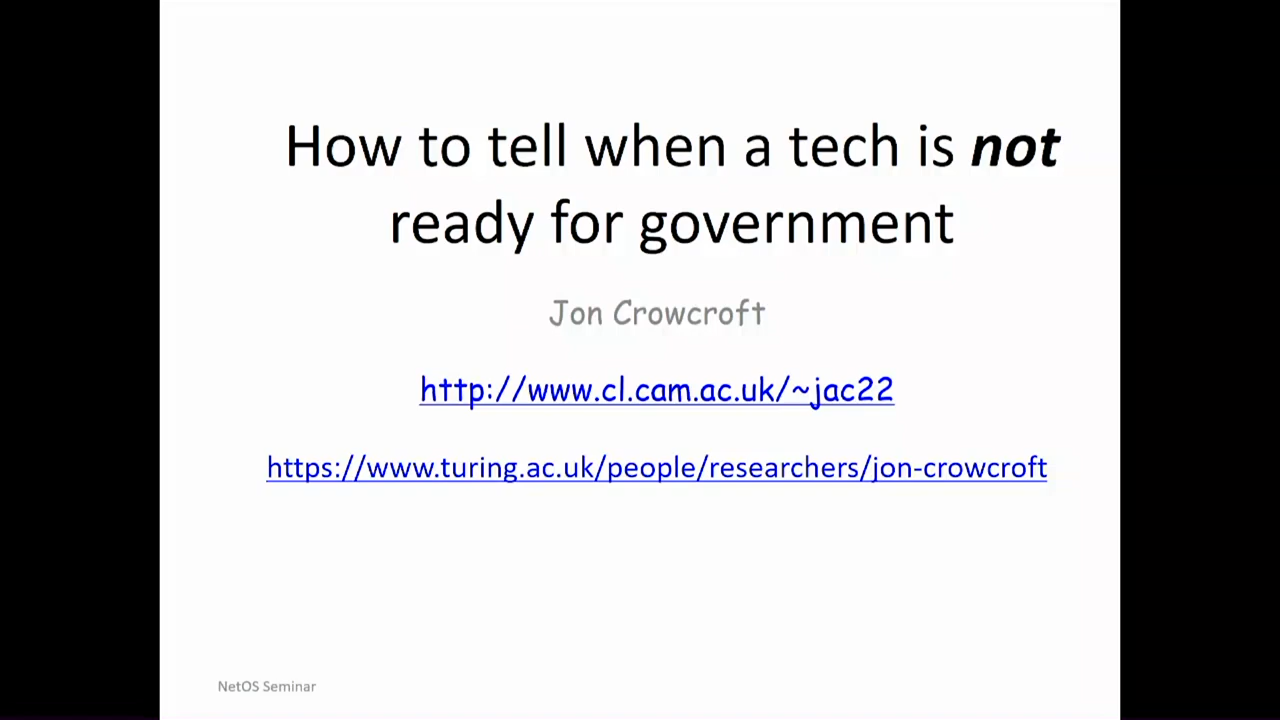 How to tell when a tech is not
ready for government
Jon Crowcroft
http://www.cl.cam.ac.uk/~jac22
https://www.turing.ac.uk/people/researchers/jon-crowcroft
NetOS Seminar